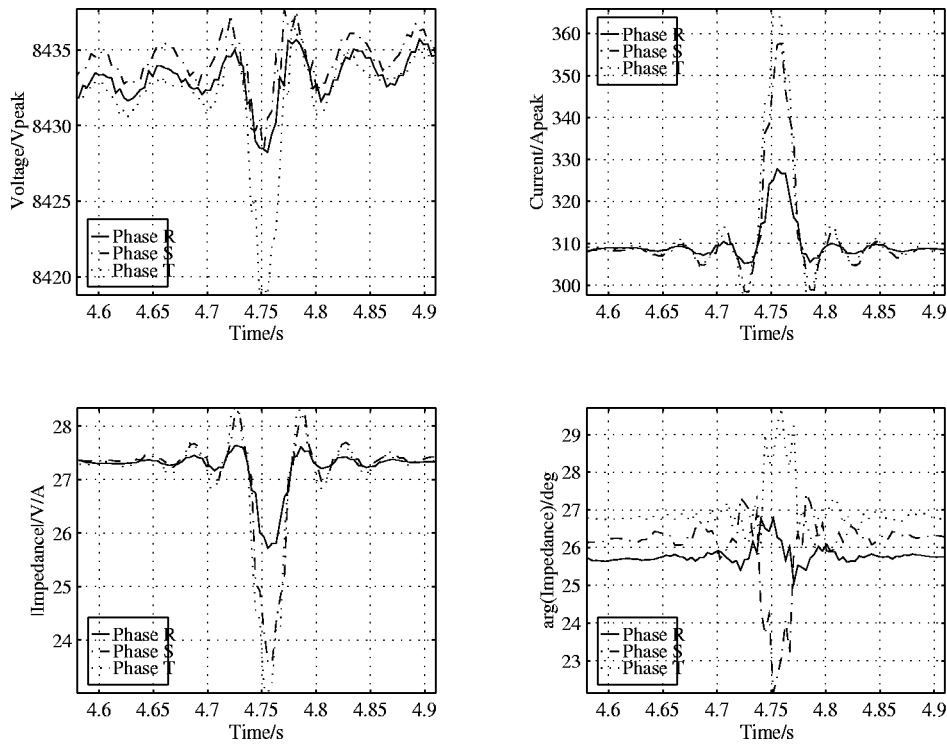 8435
8430
8425
8420
Voltage/Vpeak
Phase R
Phase S
Phase T
4.6 4.65 4.7 4.75 4.8 4.85 4.9
Time/s
360
350
340
330
320
310
300
Current/Apeak
Phase R
Phase S
Phase T
4.6 4.65 4.7 4.75 4.8 4.85 4.9
Time/s
28
27
26
25
24
|Impedance|/V/A
Phase R
Phase S
Phase T
4.6 4.65 4.7 4.75 4.8 4.85 4.9
Time/s
29
28
27
26
25
24
23
arg(Impedance)/deg
Phase R
Phase S
Phase T
4.6 4.65 4.7 4.75 4.8 4.85 4.9
Time/s